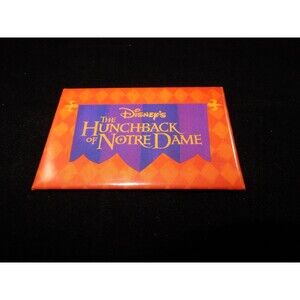 Disney's
THE
HUNCHBACK
OF NOTRE DAME